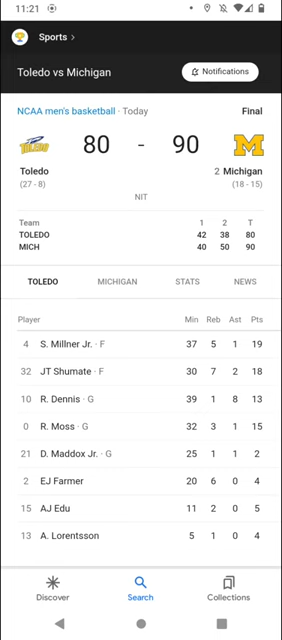 11:21
Sports >
Toledo vs Michigan
Notifications
NCAA men's basketball · Today Final
TOLEDO 80 - 90 M
Toledo 2 Michigan
(27 - 8) (18 - 15)
NIT
Team 1 2 T
TOLEDO 42 38 80
MICH 40 50 90
TOLEDO MICHIGAN STATS NEWS
Player Min Reb Ast Pts
4 S. Millner Jr. · F 37 5 1 19
32 JT Shumate · F 30 7 2 18
10 R. Dennis · G 39 1 8 13
0 R. Moss · G 32 3 1 15
21 D. Maddox Jr. · G 25 1 1 2
2 EJ Farmer 20 6 0 4
15 AJ Edu 11 2 0 5
13 A. Lorentsson 5 1 0 4
Discover Search Collections